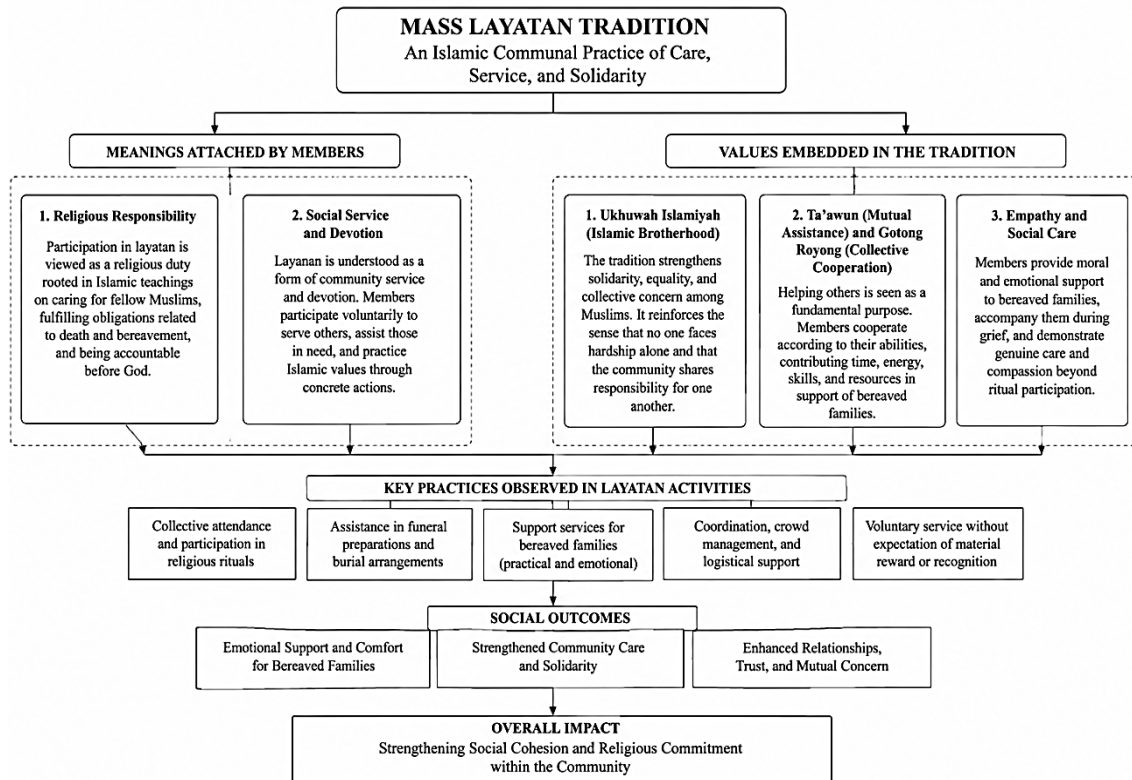 MASS LAYATAN TRADITION
An Islamic Communal Practice of Care,
Service, and Solidarity
MEANINGS ATTACHED BY MEMBERS
VALUES EMBEDDED IN THE TRADITION
1. Religious Responsibility
Participation in layatan is
viewed as a religious duty
rooted in Islamic teachings
on caring for fellow Muslims,
fulfilling obligations related
to death and bereavement,
and being accountable
before God.
2. Social Service
and Devotion
Layanan is understood as a
form of community service
and devotion. Members
participate voluntarily to
serve others, assist those
in need, and practice
Islamic values through
concrete actions.
1. Ukhuwah Islamiyah
(Islamic Brotherhood)
The tradition strengthens
solidarity, equality, and
collective concern among
Muslims. It reinforces the
sense that no one faces
hardship alone and that
the community shares
responsibility for one
another.
2. Ta'awun (Mutual
Assistance) and Gotong
Royong (Collective
Cooperation)
Helping others is seen as a
fundamental purpose.
Members cooperate
according to their abilities,
contributing time, energy,
skills, and resources in
support of bereaved
families.
3. Empathy and
Social Care
Members provide moral
and emotional support
to bereaved families,
accompany them during
grief, and demonstrate
genuine care and
compassion beyond
ritual participation.
KEY PRACTICES OBSERVED IN LAYATAN ACTIVITIES
Collective attendance
and participation in
religious rituals
Assistance in funeral
preparations and
burial arrangements
Support services for
bereaved families
(practical and emotional)
Coordination, crowd
management, and
logistical support
Voluntary service without
expectation of material
reward or recognition
SOCIAL OUTCOMES
Emotional Support and Comfort
for Bereaved Families
Strengthened Community Care
and Solidarity
Enhanced Relationships,
Trust, and Mutual Concern
OVERALL IMPACT
Strengthening Social Cohesion and Religious Commitment
within the Community